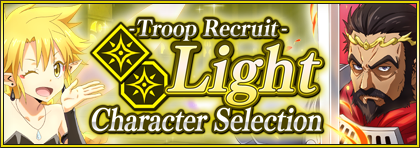 -Troop Recruit-
Light
Character Selection